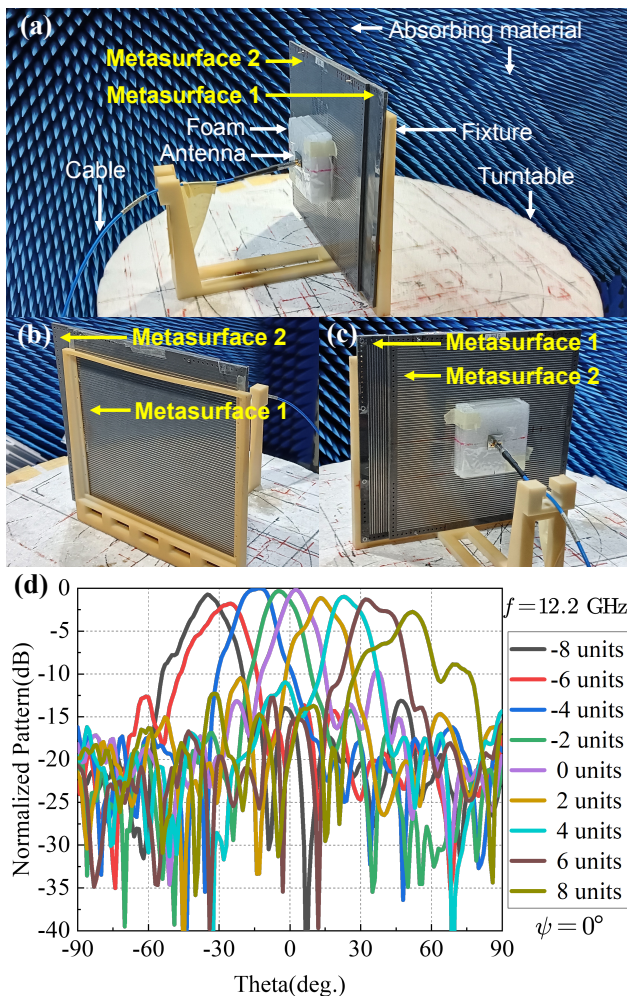 (a)
Absorbing material
Metasurface 2
Metasurface 1
Foam
Fixture
Antenna
Cable
Turntable
(b)
Metasurface 2
Metasurface 1
(c)
Metasurface 1
Metasurface 2
(d)
Normalized Pattern(dB)
0
-5
-10
-15
-20
-25
-30
-35
-40
-90
-60
-30
0
30
60
90
Theta(deg.)
f=12.2 GHz
-8 units
-6 units
-4 units
-2 units
0 units
2 units
4 units
6 units
8 units
ψ=0°